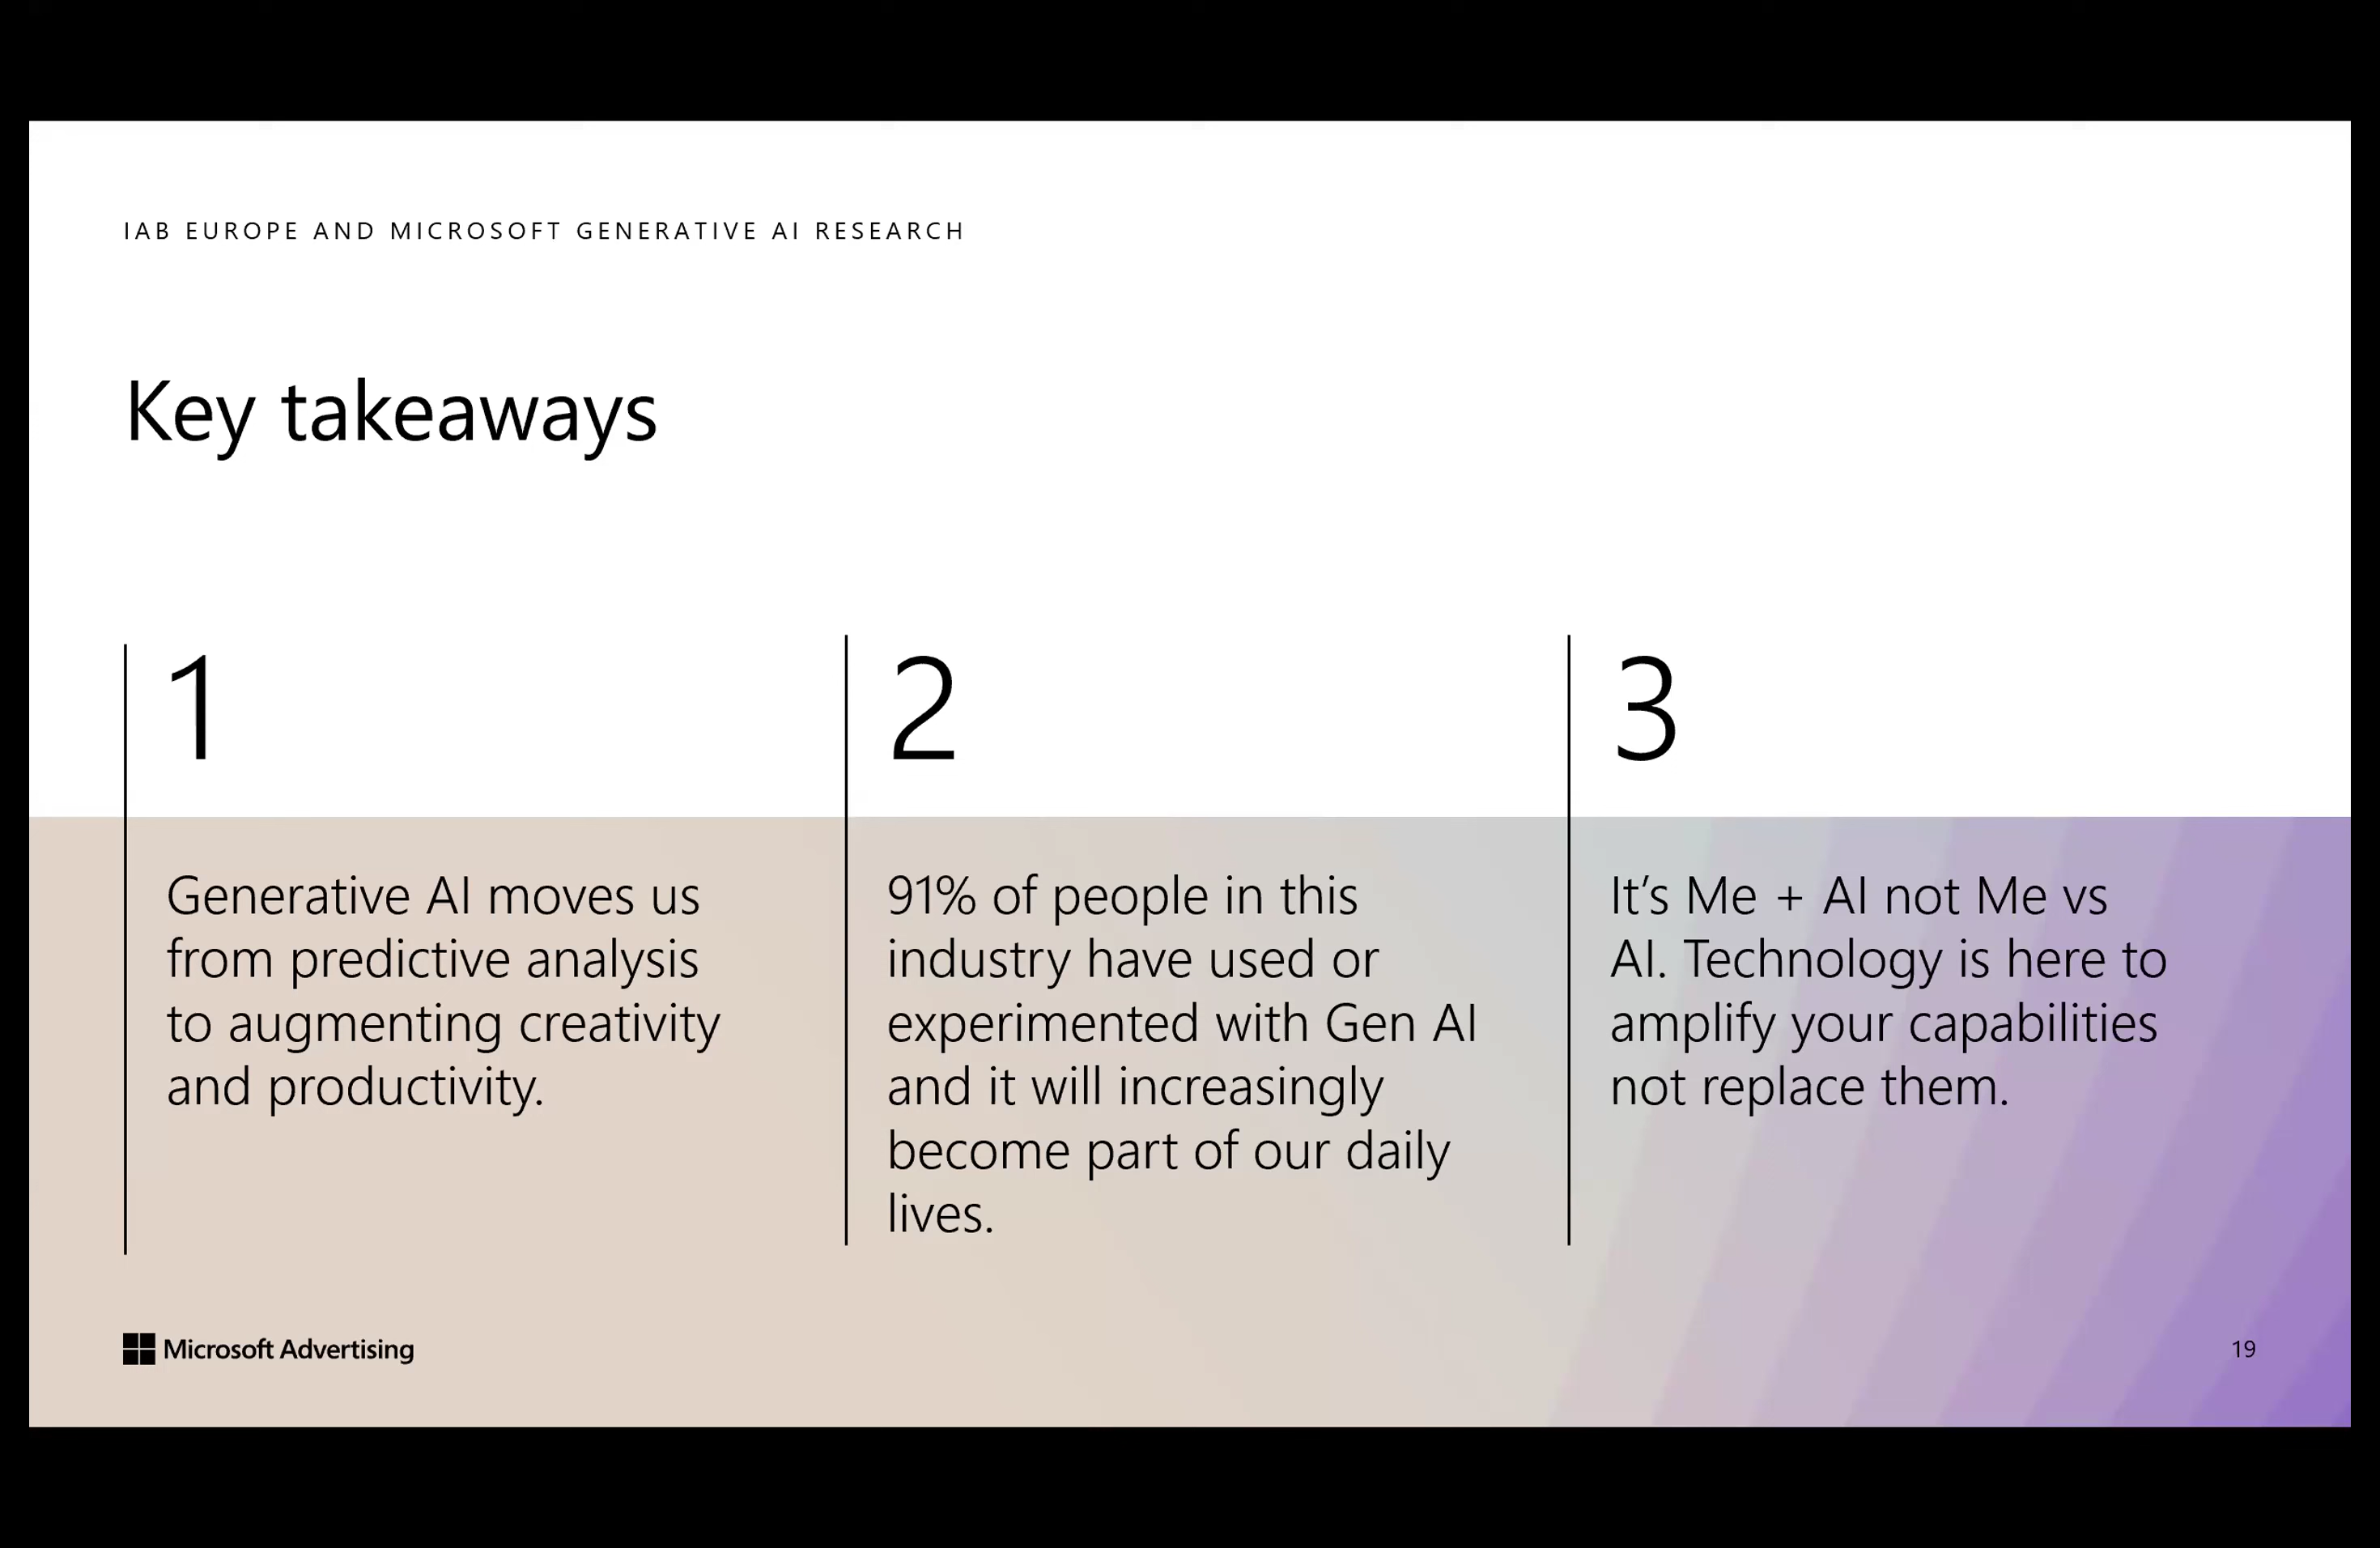 IAB EUROPE AND MICROSOFT GENERATIVE AI RESEARCH
Key takeaways
1
Generative AI moves us
from predictive analysis
to augmenting creativity
and productivity.
2
91% of people in this
industry have used or
experimented with Gen AI
and it will increasingly
become part of our daily
lives.
3
It’s Me + AI not Me vs
AI. Technology is here to
amplify your capabilities
not replace them.
Microsoft Advertising
19